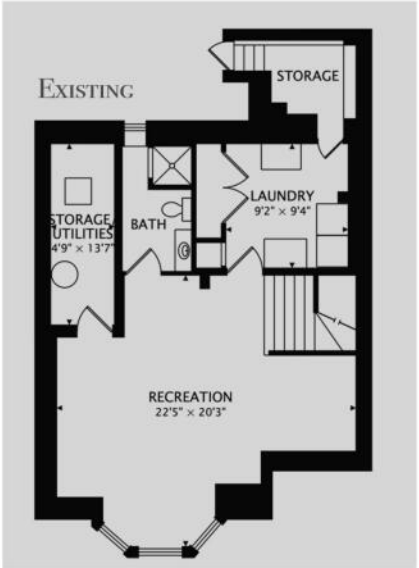 EXISTING
STORAGE
STORAGE/
UTILITIES
4'9" × 13'7"
BATH
LAUNDRY
9'2" × 9'4"
RECREATION
22'5" × 20'3"